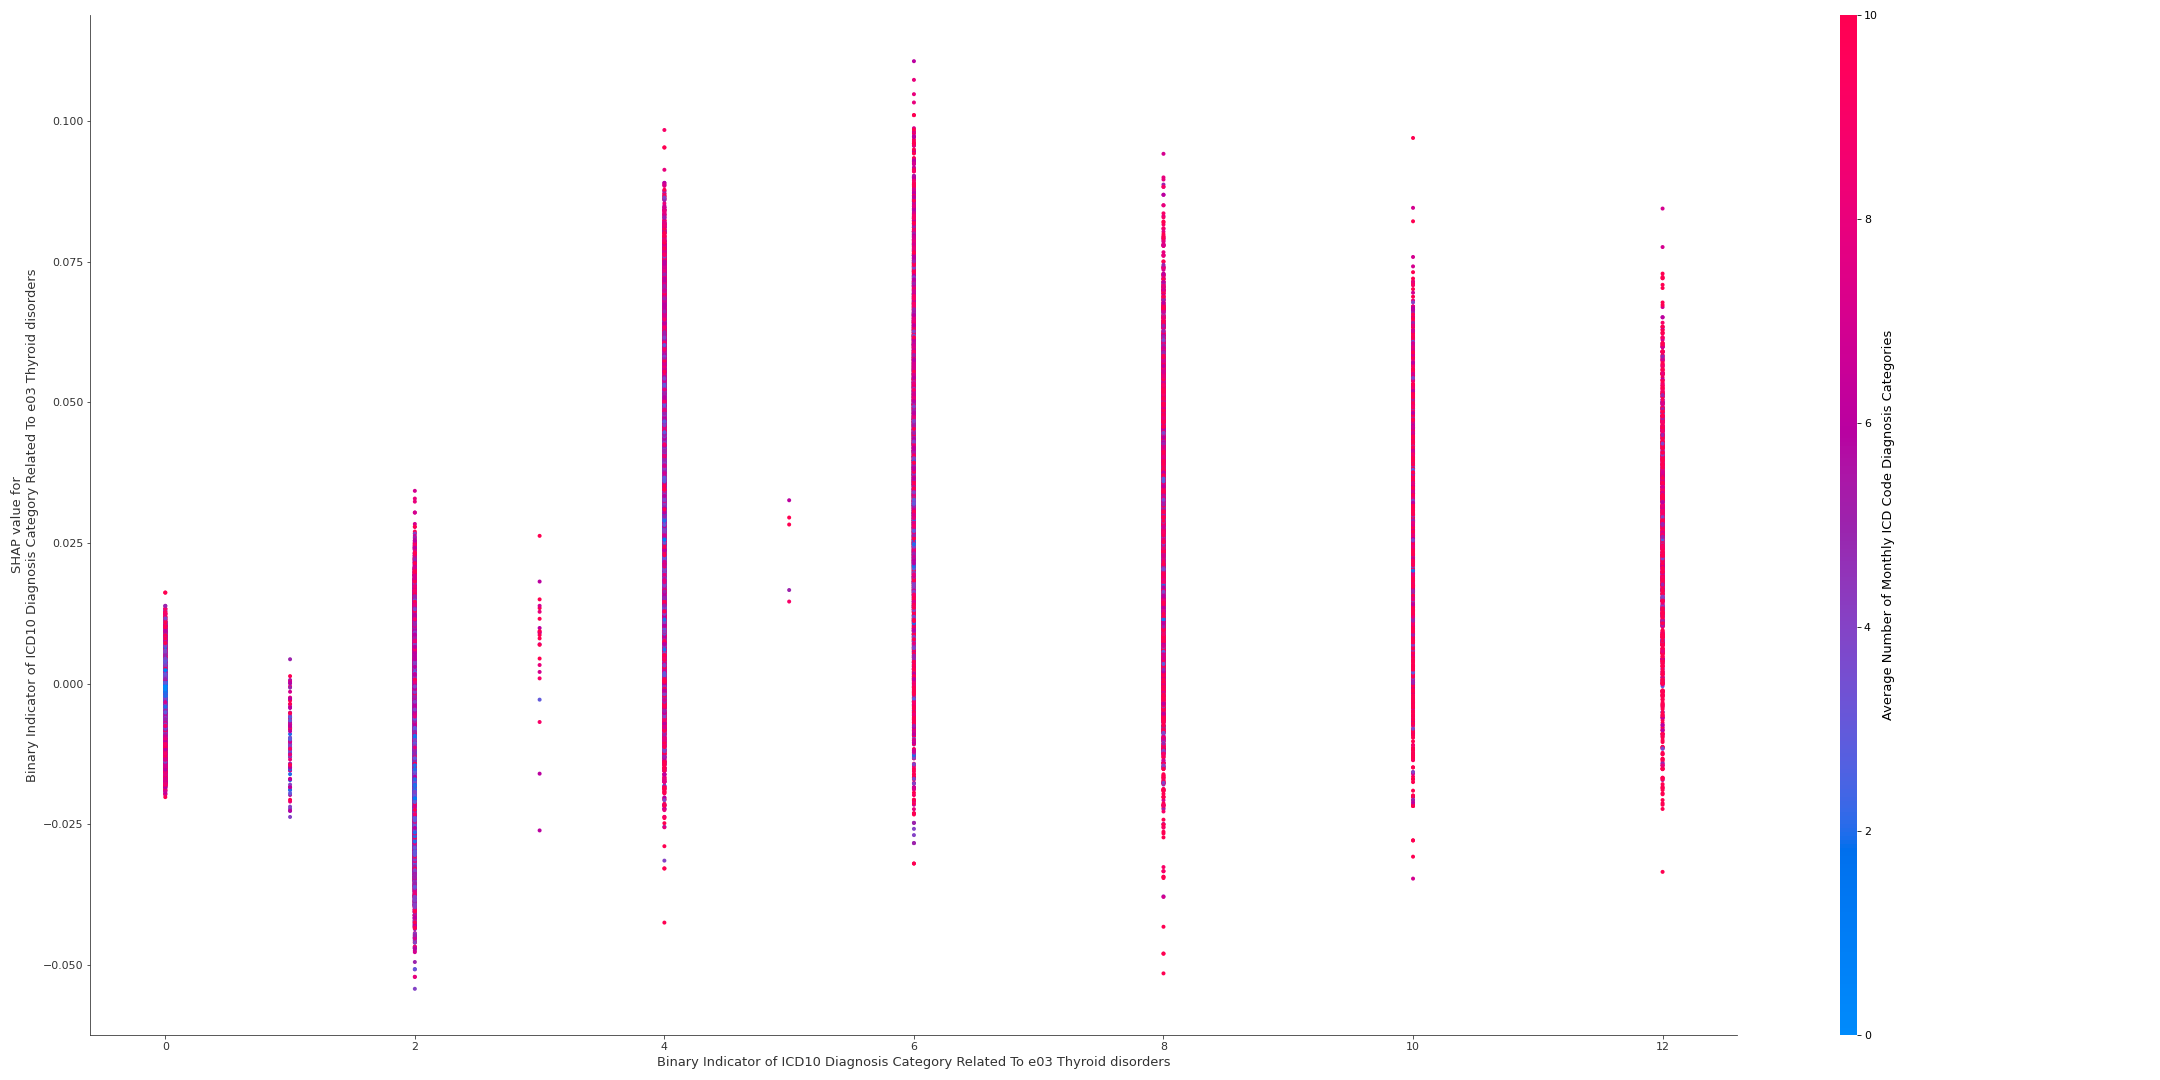 SHAP value for
Binary Indicator of ICD10 Diagnosis Category Related To e03 Thyroid disorders
0.100
0.075
0.050
0.025
0.000
−0.025
−0.050
0 2 4 6 8 10 12
Binary Indicator of ICD10 Diagnosis Category Related To e03 Thyroid disorders
10
8
6
4
2
0
Average Number of Monthly ICD Code Diagnosis Categories